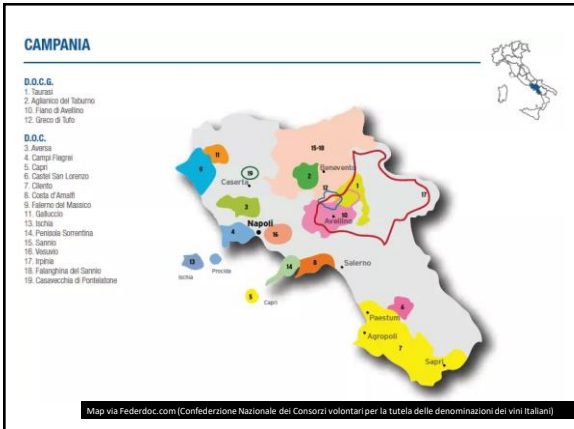 CAMPANIA
D.O.C.G.
1. Taurasi
2. Aglianico del Taburno
10. Fiano di Avellino
12. Greco di Tufo
D.O.C.
3. Aversa
4. Campi Flegrei
5. Capri
6. Castel San Lorenzo
7. Cilento
8. Costa d'Amalfi
9. Falerno del Massico
11. Galluccio
13. Ischia
14. Penisola Sorrentina
15. Sannio
16. Vesuvio
17. Irpinia
18. Falanghina del Sannio
19. Casavecchia di Pontelatone
15-18
11
9
19
Caserta
2
Benevento
12
1
17
3
10
Avellino
Napoli
4
16
13
Ischia
Procida
14
8
Salerno
5
Capri
6
Paestum
Agropoli
7
Sapri
Map via Federdoc.com (Confederzione Nazionale dei Consorzi volontari per la tutela delle denominazioni dei vini Italiani)